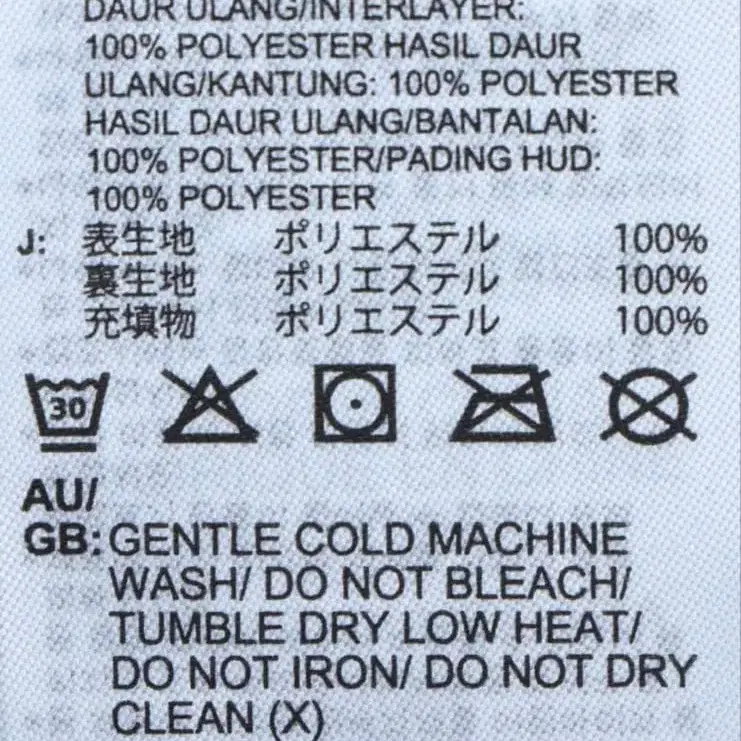 DAUR ULANG/INTERLAYER:
100% POLYESTER HASIL DAUR
ULANG/KANTUNG: 100% POLYESTER
HASIL DAUR ULANG/BANTALAN:
100% POLYESTER/PADING HUD:
100% POLYESTER
J: 表生地 ポリエステル 100%
裏生地 ポリエステル 100%
充填物 ポリエステル 100%
30
AU/
GB: GENTLE COLD MACHINE
WASH/ DO NOT BLEACH/
TUMBLE DRY LOW HEAT/
DO NOT IRON/ DO NOT DRY
CLEAN (X)